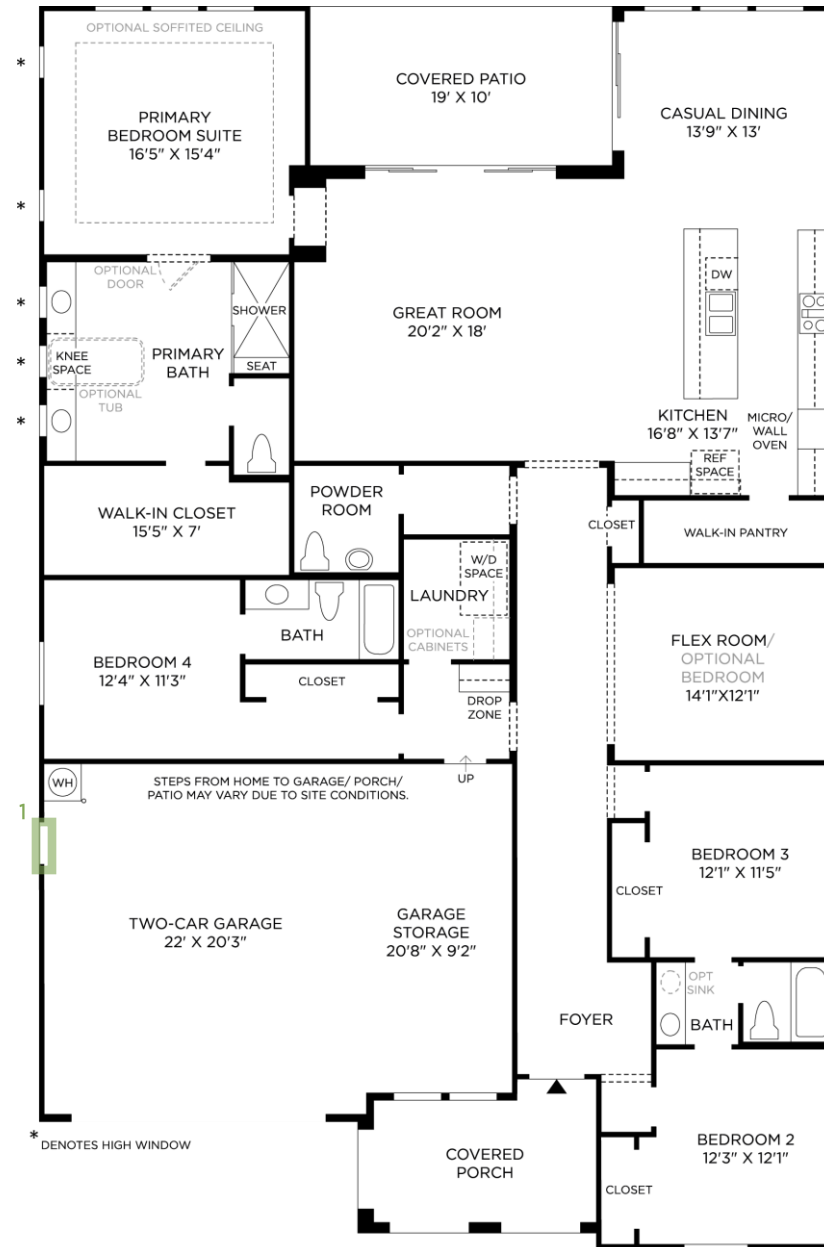 OPTIONAL SOFFITED CEILING
*
PRIMARY
BEDROOM SUITE
16'5" X 15'4"
*
COVERED PATIO
19' X 10'
CASUAL DINING
13'9" X 13'
OPTIONAL
DOOR
*
SHOWER
SEAT
KNEE
SPACE
*
PRIMARY
BATH
OPTIONAL
TUB
*
GREAT ROOM
20'2" X 18'
DW
KITCHEN
16'8" X 13'7"
MICRO/
WALL
OVEN
REF
SPACE
WALK-IN CLOSET
15'5" X 7'
POWDER
ROOM
CLOSET
WALK-IN PANTRY
W/D
SPACE
LAUNDRY
OPTIONAL
CABINETS
BATH
BEDROOM 4
12'4" X 11'3"
CLOSET
DROP
ZONE
FLEX ROOM/
OPTIONAL
BEDROOM
14'1"X12'1"
UP
WH
STEPS FROM HOME TO GARAGE/ PORCH/
PATIO MAY VARY DUE TO SITE CONDITIONS.
1
TWO-CAR GARAGE
22' X 20'3"
GARAGE
STORAGE
20'8" X 9'2"
BEDROOM 3
12'1" X 11'5"
CLOSET
OPT
SINK
BATH
FOYER
* DENOTES HIGH WINDOW
COVERED
PORCH
BEDROOM 2
12'3" X 12'1"
CLOSET